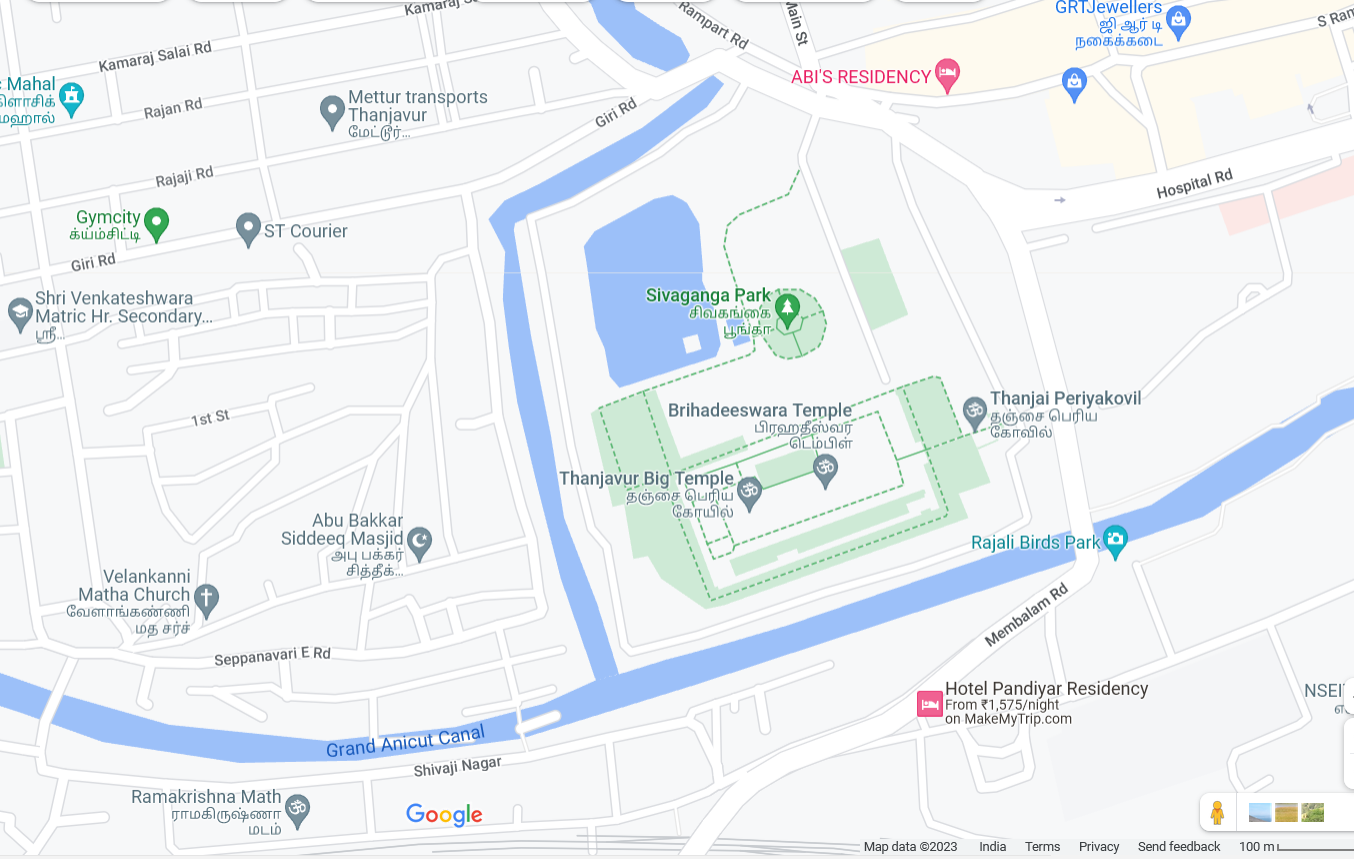 Kamaraj Sa
Rampart Rd
Main St
GRTJewellers
ஜி ஆர் டி
நகைக்கடை
S Ram
Kamaraj Salai Rd
ABI'S RESIDENCY
Mahal
Rajan Rd
Mettur transports
Thanjavur
மேட்டூர்...
Giri Rd
Rajaji Rd
Hospital Rd
Gymcity
க்ய்ம்சிட்டி
ST Courier
Giri Rd
Shri Venkateshwara
Matric Hr. Secondary...
ஸ்ரீ...
Sivaganga Park
சிவகங்கை
பூங்கா
1st St
Brihadeeswara Temple
பிரஹதீஸ்வர
டெம்பிள்
Thanjai Periyakovil
தஞ்சை பெரிய
கோவில்
Thanjavur Big Temple
தஞ்சை பெரிய
கோயில்
Abu Bakkar
Siddeeq Masjid
அபு பக்கர்
சித்தீக்...
Rajali Birds Park
Velankanni
Matha Church
வேளாங்கண்ணி
மத சர்ச்
Membalam Rd
Seppanavari E Rd
Hotel Pandiyar Residency
From ₹1,575/night
on MakeMyTrip.com
NSEI
Grand Anicut Canal
Shivaji Nagar
Ramakrishna Math
ராமகிருஷ்ணா
மடம்
Google
Map data ©2023 India Terms Privacy Send feedback 100 m